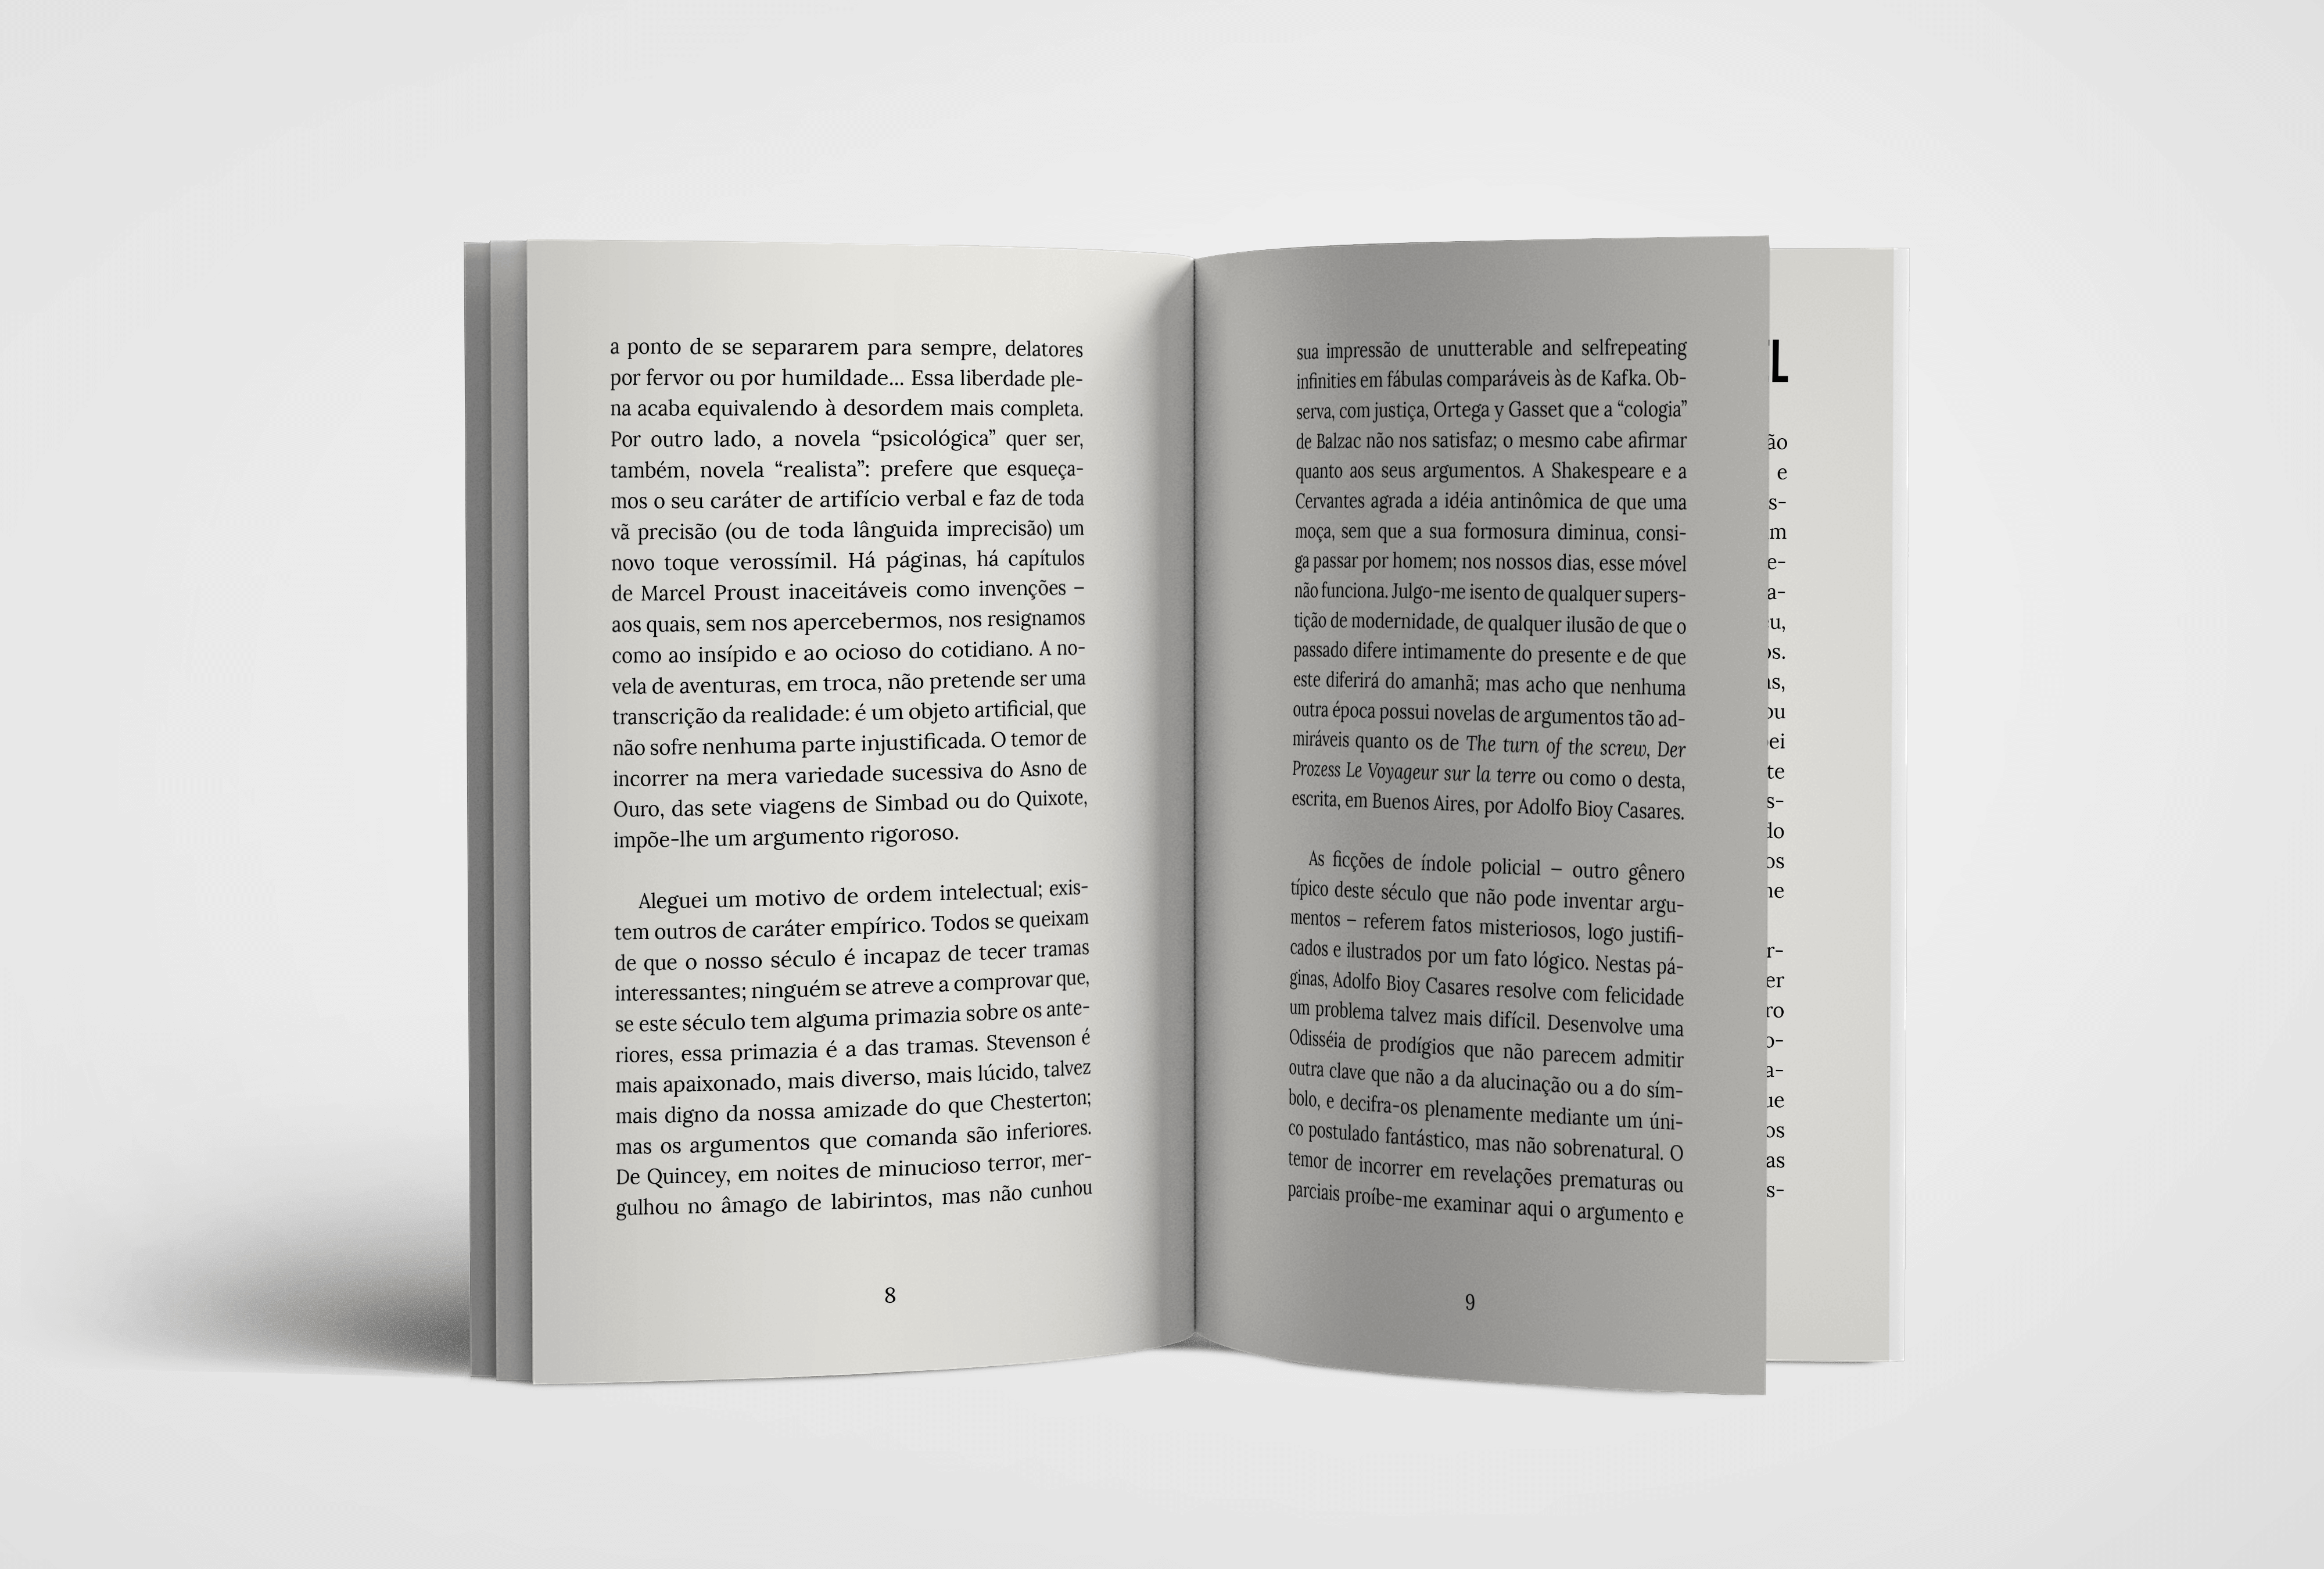 a ponto de se separarem para sempre, delatores
por fervor ou por humildade... Essa liberdade ple-
na acaba equivalendo à desordem mais completa.
Por outro lado, a novela “psicológica” quer ser,
também, novela “realista”: prefere que esqueça-
mos o seu caráter de artifício verbal e faz de toda
vã precisão (ou de toda lânguida imprecisão) um
novo toque verossímil. Há páginas, há capítulos
de Marcel Proust inaceitáveis como invenções –
aos quais, sem nos apercebermos, nos resignamos
como ao insípido e ao ocioso do cotidiano. A no-
vela de aventuras, em troca, não pretende ser uma
transcrição da realidade: é um objeto artificial, que
não sofre nenhuma parte injustificada. O temor de
incorrer na mera variedade sucessiva do Asno de
Ouro, das sete viagens de Simbad ou do Quixote,
impõe-lhe um argumento rigoroso.
Aleguei um motivo de ordem intelectual; exis-
tem outros de caráter empírico. Todos se queixam
de que o nosso século é incapaz de tecer tramas
interessantes; ninguém se atreve a comprovar que,
se este século tem alguma primazia sobre os ante-
riores, essa primazia é a das tramas. Stevenson é
mais apaixonado, mais diverso, mais lúcido, talvez
mais digno da nossa amizade do que Chesterton;
mas os argumentos que comanda são inferiores.
De Quincey, em noites de minucioso terror, mer-
gulhou no âmago de labirintos, mas não cunhou
8
sua impressão de unutterable and selfrepeating
infinities em fábulas comparáveis às de Kafka. Ob-
serva, com justiça, Ortega y Gasset que a “cologia”
de Balzac não nos satisfaz; o mesmo cabe afirmar
quanto aos seus argumentos. A Shakespeare e a
Cervantes agrada a idéia antinômica de que uma
moça, sem que a sua formosura diminua, consi-
ga passar por homem; nos nossos dias, esse móvel
não funciona. Julgo-me isento de qualquer supers-
tição de modernidade, de qualquer ilusão de que o
passado difere intimamente do presente e de que
este diferirá do amanhã; mas acho que nenhuma
outra época possui novelas de argumentos tão ad-
miráveis quanto os de The turn of the screw, Der
Prozess Le Voyageur sur la terre ou como o desta,
escrita, em Buenos Aires, por Adolfo Bioy Casares.
As ficções de índole policial – outro gênero
típico deste século que não pode inventar argu-
mentos – referem fatos misteriosos, logo justifi-
cados e ilustrados por um fato lógico. Nestas pá-
ginas, Adolfo Bioy Casares resolve com felicidade
um problema talvez mais difícil. Desenvolve uma
Odisséia de prodígios que não parecem admitir
outra clave que não a da alucinação ou a do sím-
bolo, e decifra-os plenamente mediante um úni-
co postulado fantástico, mas não sobrenatural. O
temor de incorrer em revelações prematuras ou
parciais proíbe-me examinar aqui o argumento e
9